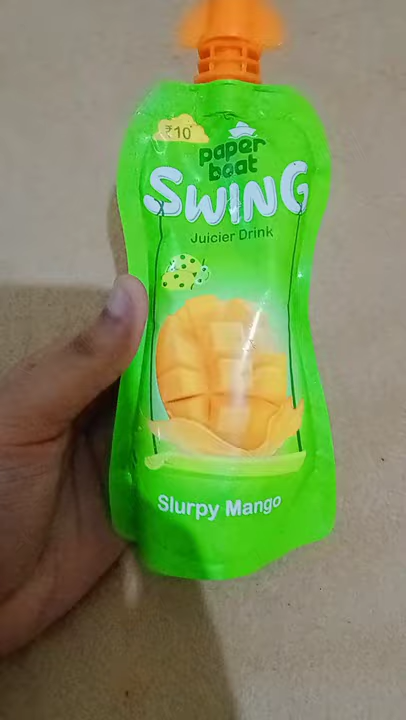 ₹10*
paper
boat
SWING
Juicier Drink
Slurpy Mango